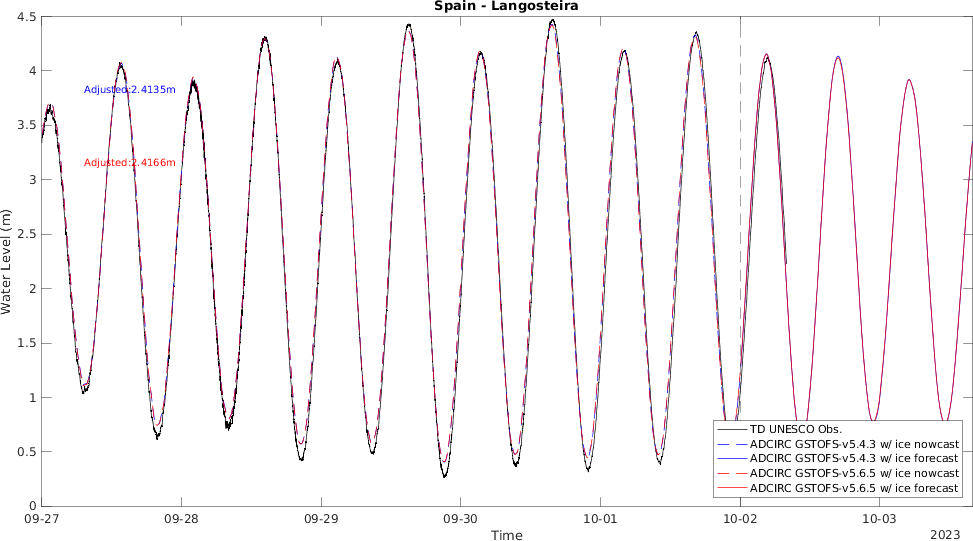 Spain - Langosteira
4.5
4
3.5
3
2.5
2
1.5
1
0.5
0
Water Level (m)
Adjusted:2.4135m
Adjusted:2.4166m
TD UNESCO Obs.
ADCIRC GSTOFS-v5.4.3 w/ ice nowcast
ADCIRC GSTOFS-v5.4.3 w/ ice forecast
ADCIRC GSTOFS-v5.6.5 w/ ice nowcast
ADCIRC GSTOFS-v5.6.5 w/ ice forecast
09-27 09-28 09-29 09-30 10-01 10-02 10-03
Time
2023